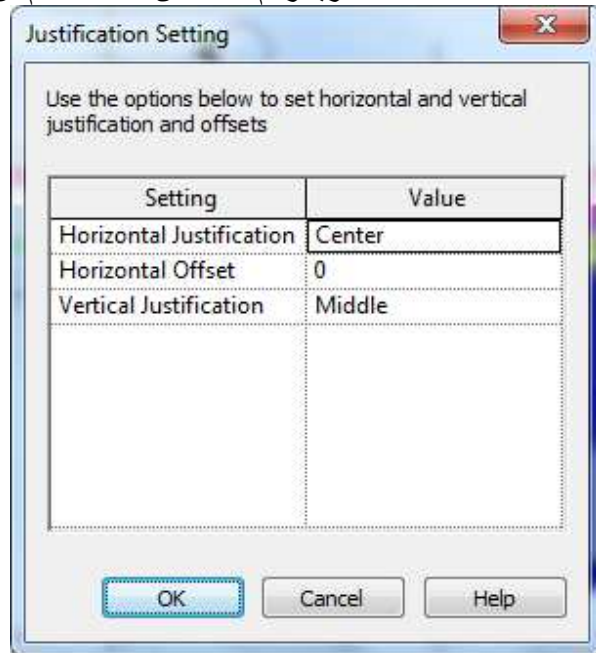 Justification Setting
Use the options below to set horizontal and vertical
justification and offsets
Setting Value
Horizontal Justification Center
Horizontal Offset 0
Vertical Justification Middle
OK Cancel Help